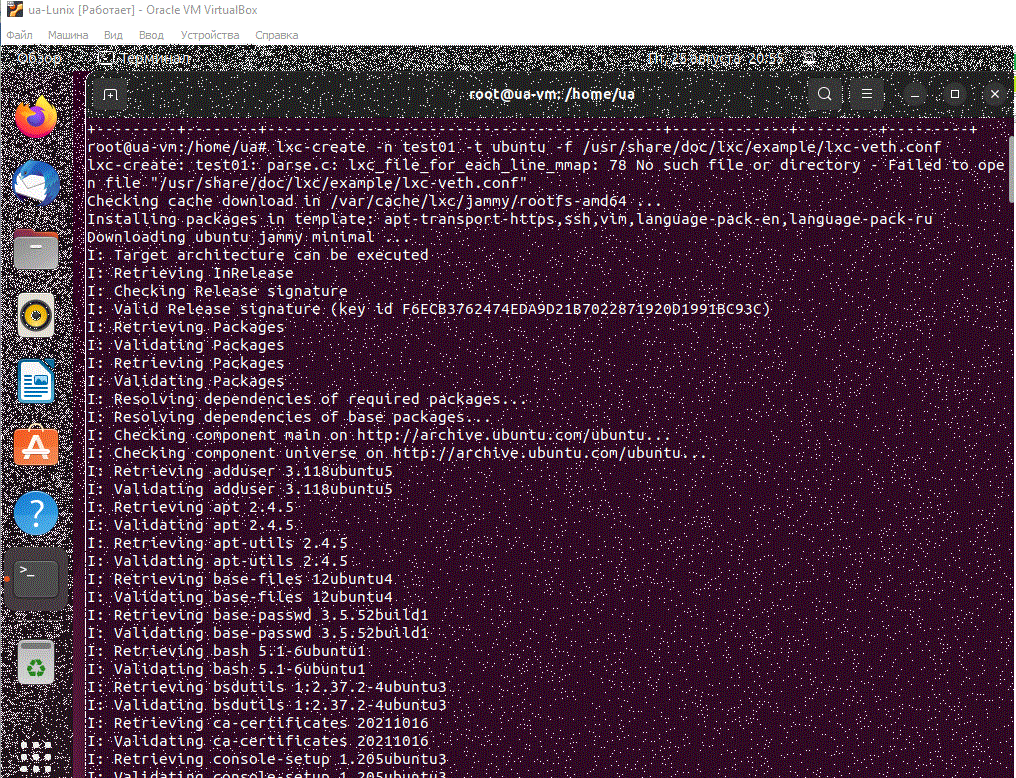 ua-Lunix [Работает] - Oracle VM VirtualBox
Файл Машина Вид Ввод Устройства Справка
Обзор Терминал Пт, 26 августа 20:56
root@ua-vm: /home/ua
root@ua-vm:/home/ua# lxc-create -n test01 -t ubuntu -f /usr/share/doc/lxc/example/lxc-veth.conf
lxc-create: test01: parse.c: lxc_file_for_each_line_mmap: 78 No such file or directory - Failed to ope
n file "/usr/share/doc/lxc/example/lxc-veth.conf"
Checking cache download in /var/cache/lxc/jammy/rootfs-amd64 ...
Installing packages in template: apt-transport-https,ssh,vim,language-pack-en,language-pack-ru
Downloading ubuntu jammy minimal ...
I: Target architecture can be executed
I: Retrieving InRelease
I: Checking Release signature
I: Valid Release signature (key id F6ECB3762474EDA9D21B7022871920D1991BC93C)
I: Retrieving Packages
I: Validating Packages
I: Retrieving Packages
I: Validating Packages
I: Resolving dependencies of required packages...
I: Resolving dependencies of base packages...
I: Checking component main on http://archive.ubuntu.com/ubuntu...
I: Checking component universe on http://archive.ubuntu.com/ubuntu...
I: Retrieving adduser 3.118ubuntu5
I: Validating adduser 3.118ubuntu5
I: Retrieving apt 2.4.5
I: Validating apt 2.4.5
I: Retrieving apt-utils 2.4.5
I: Validating apt-utils 2.4.5
I: Retrieving base-files 12ubuntu4
I: Validating base-files 12ubuntu4
I: Retrieving base-passwd 3.5.52build1
I: Validating base-passwd 3.5.52build1
I: Retrieving bash 5.1-6ubuntu1
I: Validating bash 5.1-6ubuntu1
I: Retrieving bsdutils 1:2.37.2-4ubuntu3
I: Validating bsdutils 1:2.37.2-4ubuntu3
I: Retrieving ca-certificates 20211016
I: Validating ca-certificates 20211016
I: Retrieving console-setup 1.205ubuntu3
I: Validating console-setup 1.205ubuntu3